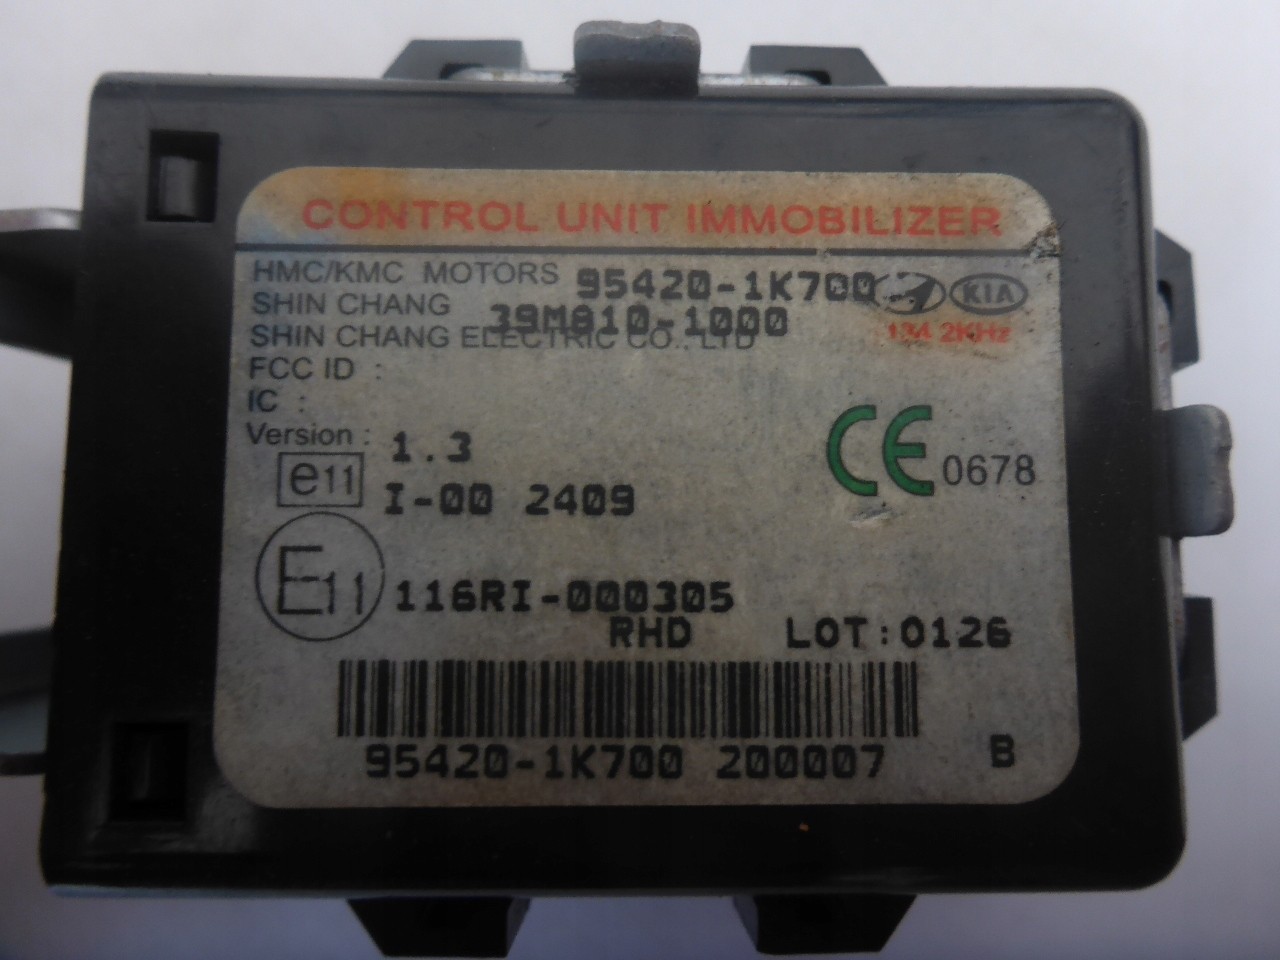 CONTROL UNIT IMMOBILIZER
HMC/KMC MOTORS 95420-1K700 KIA
SHIN CHANG 39MA10-1000
SHIN CHANG ELECTRIC CO., LTD 134.2KHz
FCC ID :
IC :
Version : 1.3
e11 I-00 2409
CE 0678
E11 116RI-000305
RHD LOT:0126
95420-1K700 200007 B